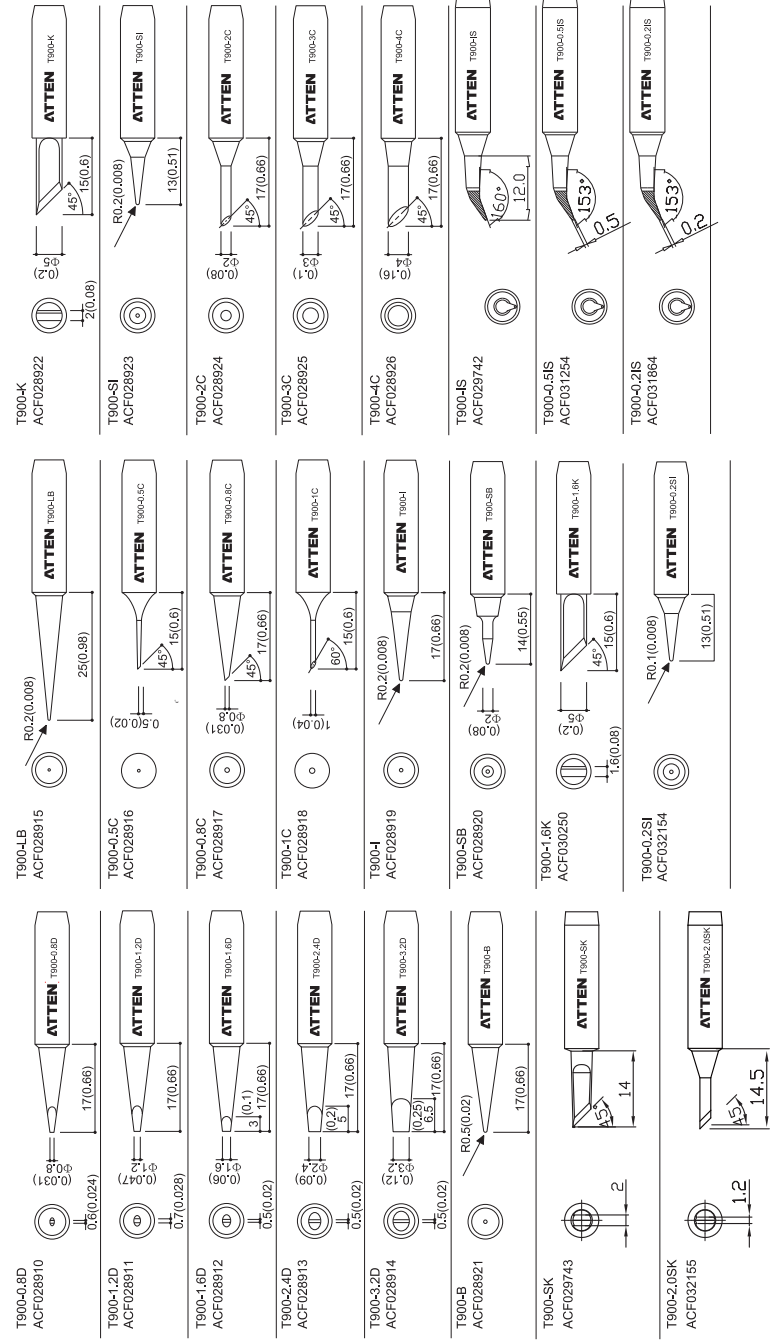 T900-0.8D
ACF028910
0.6(0.024)
Φ0.8
(0.031)
17(0.66)
ATTEN T900-0.8D
T900-1.2D
ACF028911
0.7(0.028)
Φ1.2
(0.047)
17(0.66)
ATTEN T900-1.2D
T900-1.6D
ACF028912
0.5(0.02)
Φ1.6
(0.06)
3
(0.1)
17(0.66)
ATTEN T900-1.6D
T900-2.4D
ACF028913
0.5(0.02)
Φ2.4
(0.09)
(0.2)
5
17(0.66)
ATTEN T900-2.4D
T900-3.2D
ACF028914
0.5(0.02)
Φ3.2
(0.12)
(0.25)
6.5
17(0.66)
ATTEN T900-3.2D
T900-B
ACF028921
R0.5(0.02)
17(0.66)
ATTEN T900-B
T900-SK
ACF029743
2
45°
14
ATTEN T900-SK
T900-2.0SK
ACF032155
1.2
45°
14.5
ATTEN T900-2.0SK
T900-LB
ACF028915
R0.2(0.008)
25(0.98)
ATTEN T900-LB
T900-0.5C
ACF028916
0.5(0.02)
45°
15(0.6)
ATTEN T900-0.5C
T900-0.8C
ACF028917
Φ0.8
(0.031)
45°
17(0.66)
ATTEN T900-0.8C
T900-1C
ACF028918
1(0.04)
60°
15(0.6)
ATTEN T900-1C
T900-I
ACF028919
R0.2(0.008)
17(0.66)
ATTEN T900-I
T900-SB
ACF028920
Φ2
(0.08)
R0.2(0.008)
14(0.55)
ATTEN T900-SB
T900-1.6K
ACF030250
1.6(0.08)
Φ5
(0.2)
45°
15(0.6)
ATTEN T900-1.6K
T900-0.2SI
ACF032154
R0.1(0.008)
13(0.51)
ATTEN T900-0.2SI
T900-K
ACF028922
2(0.08)
Φ5
(0.2)
45°
15(0.6)
ATTEN T900-K
T900-SI
ACF028923
R0.2(0.008)
13(0.51)
ATTEN T900-SI
T900-2C
ACF028924
Φ2
(0.08)
45°
17(0.66)
ATTEN T900-2C
T900-3C
ACF028925
Φ3
(0.1)
45°
17(0.66)
ATTEN T900-3C
T900-4C
ACF028926
Φ4
(0.16)
45°
17(0.66)
ATTEN T900-4C
T900-IS
ACF029742
160°
12.0
ATTEN T900-IS
T900-0.5IS
ACF031254
0.5
153°
ATTEN T900-0.5IS
T900-0.2IS
ACF031864
0.2
153°
ATTEN T900-0.2IS